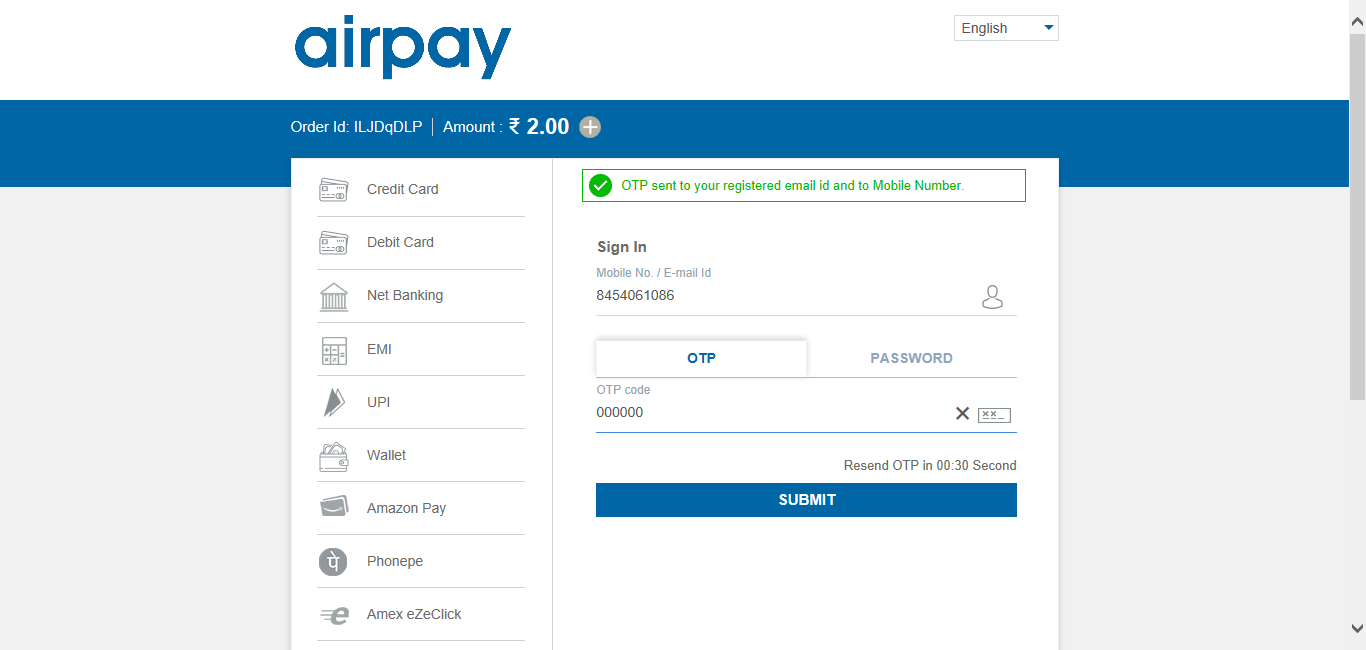 airpay
English
Order Id: ILJDqDLP | Amount : ₹ 2.00
Credit Card
Debit Card
Net Banking
EMI
UPI
Wallet
Amazon Pay
पे
Phonepe
Amex eZeClick
OTP sent to your registered email id and to Mobile Number.
Sign In
Mobile No. / E-mail Id
8454061086
OTP PASSWORD
OTP code
000000
Resend OTP in 00:30 Second
SUBMIT